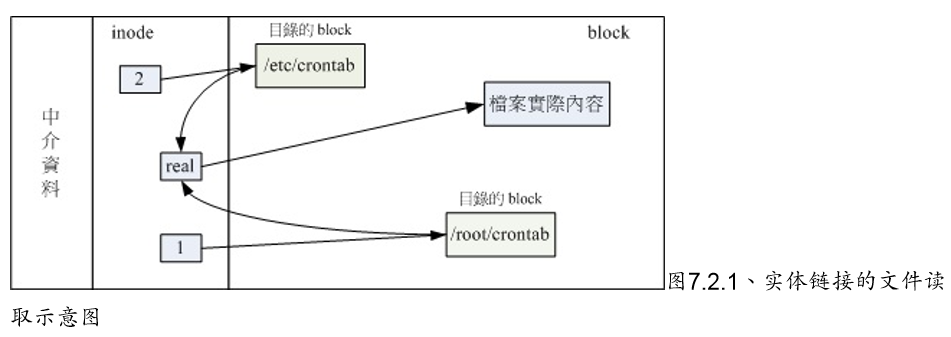 inode
目錄的 block
block
/etc/crontab
2
檔案實際內容
中介資料
real
目錄的 block
/root/crontab
1
图7.2.1、实体链接的文件读
取示意图